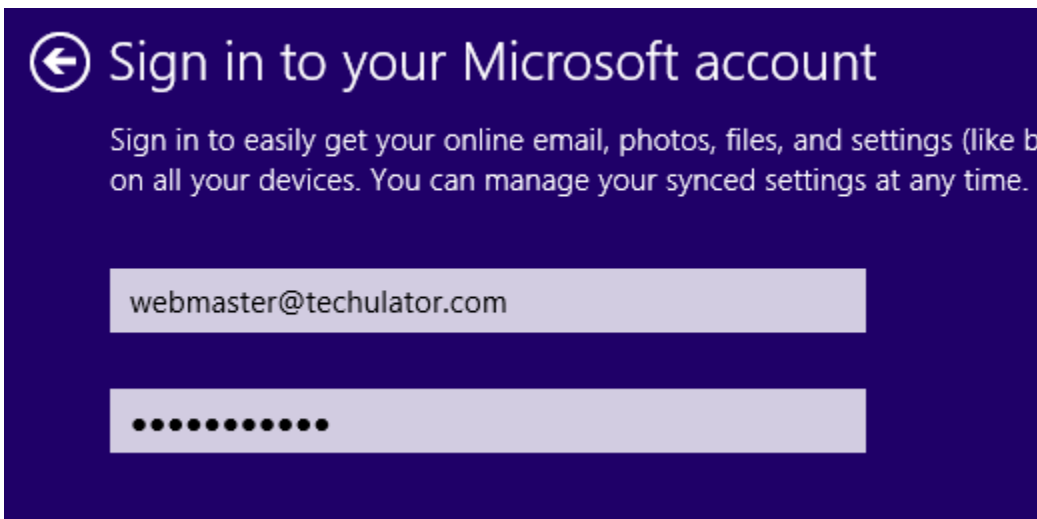 Sign in to your Microsoft account
Sign in to easily get your online email, photos, files, and settings (like b
on all your devices. You can manage your synced settings at any time.
webmaster@techulator.com
●●●●●●●●●●●